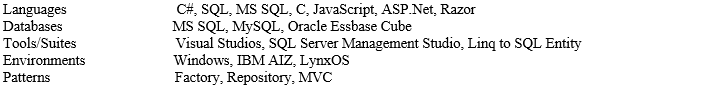 Languages C#, SQL, MS SQL, C, JavaScript, ASP.Net, Razor
Databases MS SQL, MySQL, Oracle Essbase Cube
Tools/Suites Visual Studios, SQL Server Management Studio, Linq to SQL Entity
Environments Windows, IBM AIZ, LynxOS
Patterns Factory, Repository, MVC